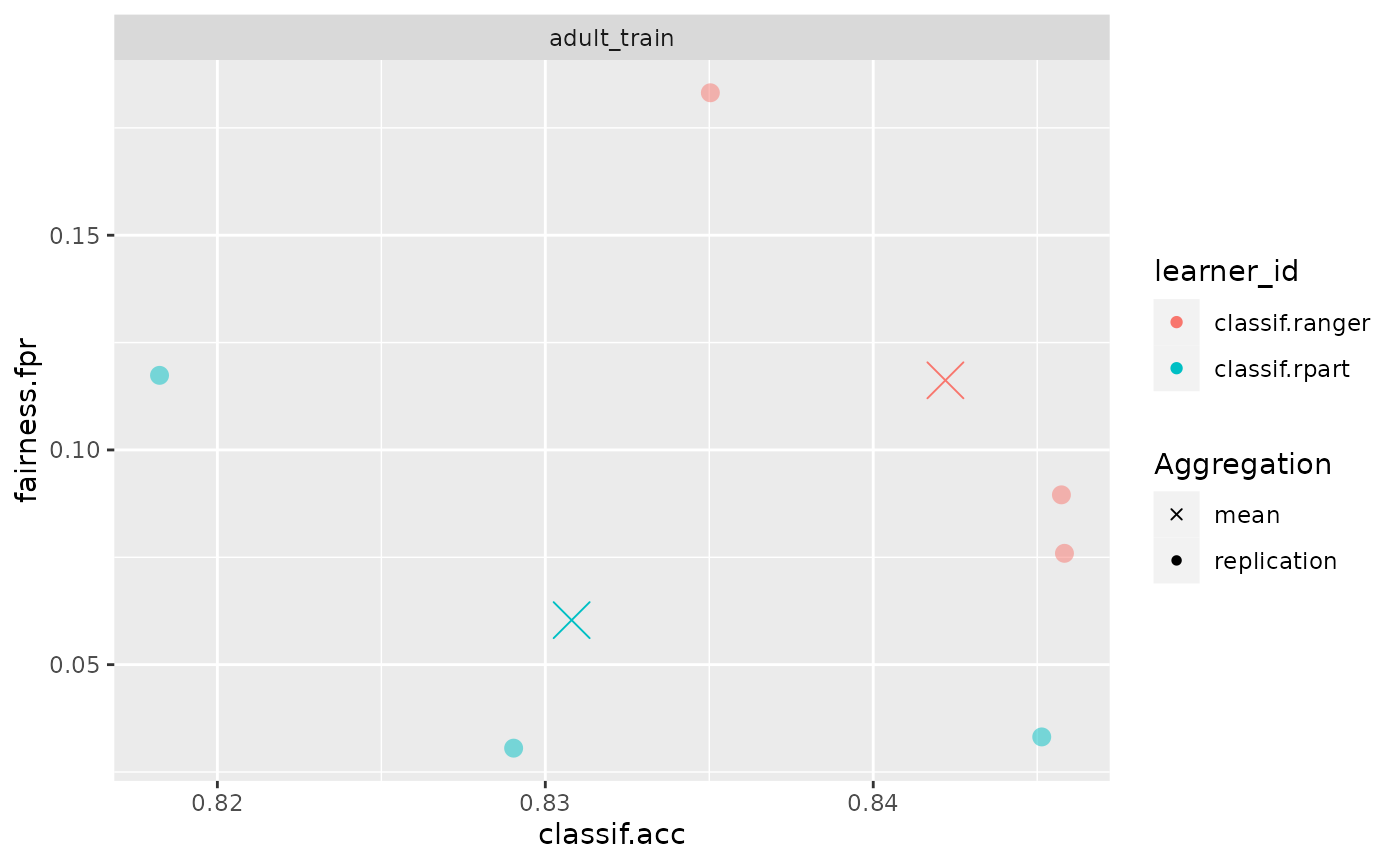 adult_train
0.15
0.10
0.05
fairness.fpr
0.82
0.83
0.84
classif.acc
learner_id
classif.ranger
classif.rpart
Aggregation
mean
replication